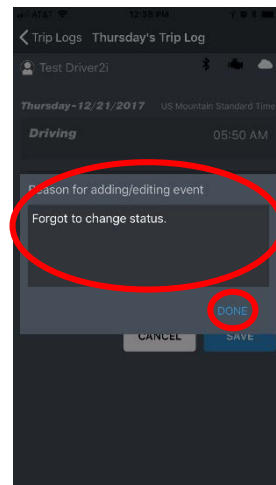 AT&T 12:38 PM
Trip Logs Thursday's Trip Log
Test Driver2i
Thursday-12/21/2017 US Mountain Standard Time
Driving 05:50 AM
Reason for adding/editing event
Forgot to change status.
DONE
CANCEL SAVE